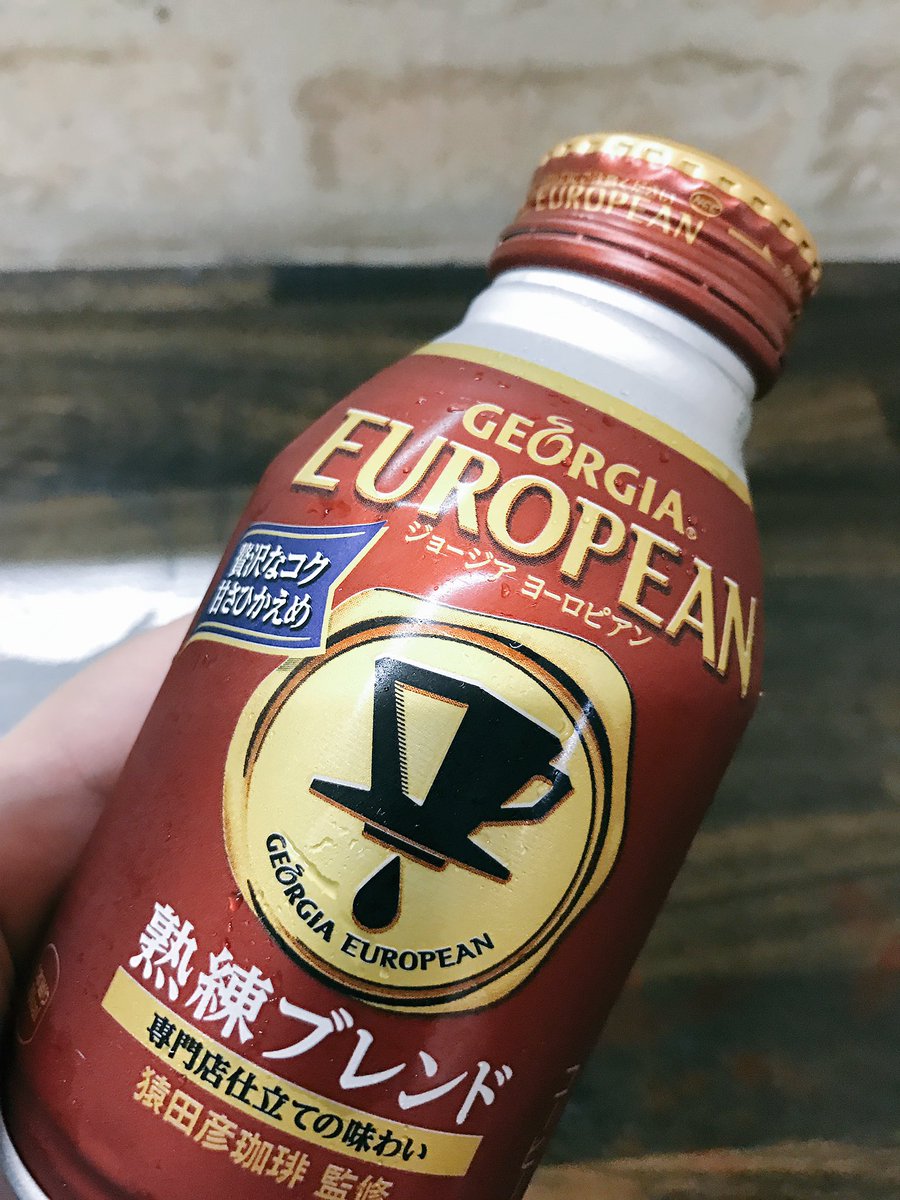 EUROPEAN
GEORGIA
EUROPEAN
ジョージア ヨーロピアン
贅沢なコク
甘さひかえめ
GEORGIA EUROPEAN
熟練ブレンド
専門店仕立ての味わい
猿田彦珈琲 監修